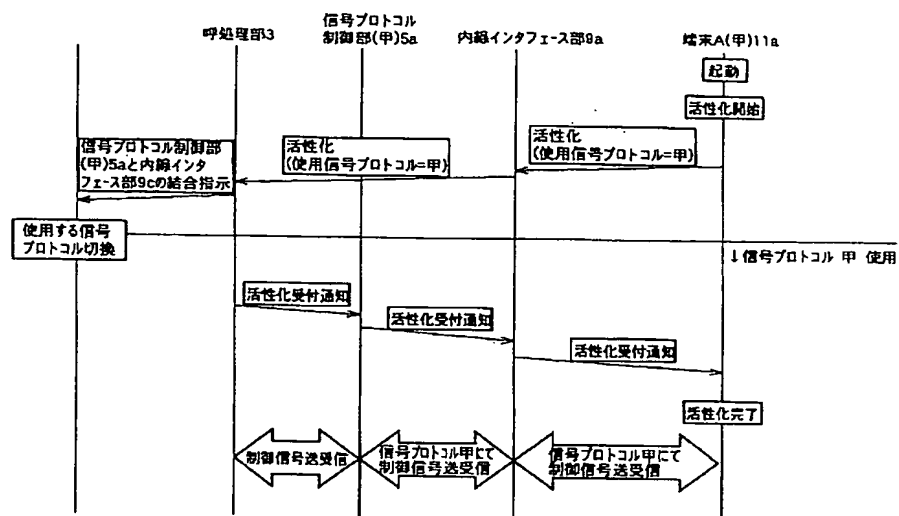 信号プロトコル
制御部(甲)5a
呼処理部3
内線インタフェース部9a
端末A(甲)11a
起動
活性化開始
活性化
(使用信号プロトコル=甲)
活性化
(使用信号プロトコル=甲)
信号プロトコル制御部
(甲)5aと内線インタ
フェース部9cの結合指示
使用する信号
プロトコル切換
↓信号プロトコル 甲 使用
活性化受付通知
活性化受付通知
活性化受付通知
活性化完了
制御信号送受信
信号プロトコル甲にて
制御信号送受信
信号プロトコル甲にて
制御信号送受信